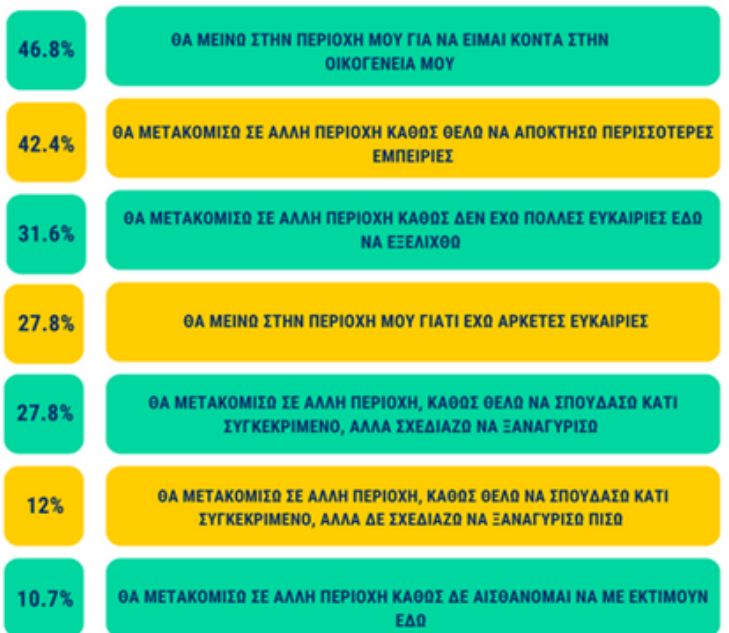 46.8%
ΘΑ ΜΕΙΝΩ ΣΤΗΝ ΠΕΡΙΟΧΗ ΜΟΥ ΓΙΑ ΝΑ ΕΙΜΑΙ ΚΟΝΤΑ ΣΤΗΝ
ΟΙΚΟΓΕΝΕΙΑ ΜΟΥ
42.4%
ΘΑ ΜΕΤΑΚΟΜΙΣΩ ΣΕ ΑΛΛΗ ΠΕΡΙΟΧΗ ΚΑΘΩΣ ΘΕΛΩ ΝΑ ΑΠΟΚΤΗΣΩ ΠΕΡΙΣΣΟΤΕΡΕΣ
ΕΜΠΕΙΡΙΕΣ
31.6%
ΘΑ ΜΕΤΑΚΟΜΙΣΩ ΣΕ ΑΛΛΗ ΠΕΡΙΟΧΗ ΚΑΘΩΣ ΔΕΝ ΕΧΩ ΠΟΛΛΕΣ ΕΥΚΑΙΡΙΕΣ ΕΔΩ
ΝΑ ΕΞΕΛΙΧΘΩ
27.8%
ΘΑ ΜΕΙΝΩ ΣΤΗΝ ΠΕΡΙΟΧΗ ΜΟΥ ΓΙΑΤΙ ΕΧΩ ΑΡΚΕΤΕΣ ΕΥΚΑΙΡΙΕΣ
27.8%
ΘΑ ΜΕΤΑΚΟΜΙΣΩ ΣΕ ΑΛΛΗ ΠΕΡΙΟΧΗ, ΚΑΘΩΣ ΘΕΛΩ ΝΑ ΣΠΟΥΔΑΣΩ ΚΑΤΙ
ΣΥΓΚΕΚΡΙΜΕΝΟ, ΑΛΛΑ ΣΧΕΔΙΑΖΩ ΝΑ ΞΑΝΑΓΥΡΙΣΩ
12%
ΘΑ ΜΕΤΑΚΟΜΙΣΩ ΣΕ ΑΛΛΗ ΠΕΡΙΟΧΗ, ΚΑΘΩΣ ΘΕΛΩ ΝΑ ΣΠΟΥΔΑΣΩ ΚΑΤΙ
ΣΥΓΚΕΚΡΙΜΕΝΟ, ΑΛΛΑ ΔΕ ΣΧΕΔΙΑΖΩ ΝΑ ΞΑΝΑΓΥΡΙΣΩ ΠΙΣΩ
10.7%
ΘΑ ΜΕΤΑΚΟΜΙΣΩ ΣΕ ΑΛΛΗ ΠΕΡΙΟΧΗ ΚΑΘΩΣ ΔΕ ΑΙΣΘΑΝΟΜΑΙ ΝΑ ΜΕ ΕΚΤΙΜΟΥΝ
ΕΔΩ